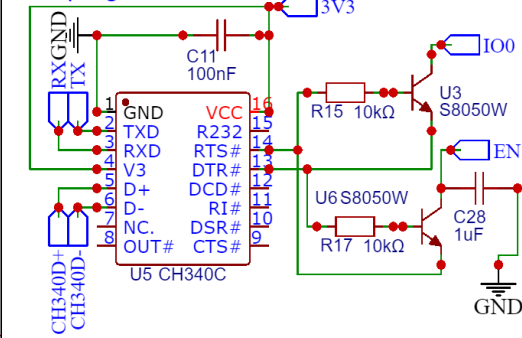 3V3
GND
C11
100nF
RX
TX
IO0
U3
S8050W
R15 10kΩ
1 GND
2 TXD
3 RXD
4 V3
5 D+
6 D-
7 NC.
8 OUT#
VCC 16
R232 15
RTS# 14
DTR# 13
DCD# 12
RI# 11
DSR# 10
CTS# 9
U5 CH340C
EN
U6 S8050W
R17 10kΩ
C28
1uF
GND
CH340D+
CH340D-